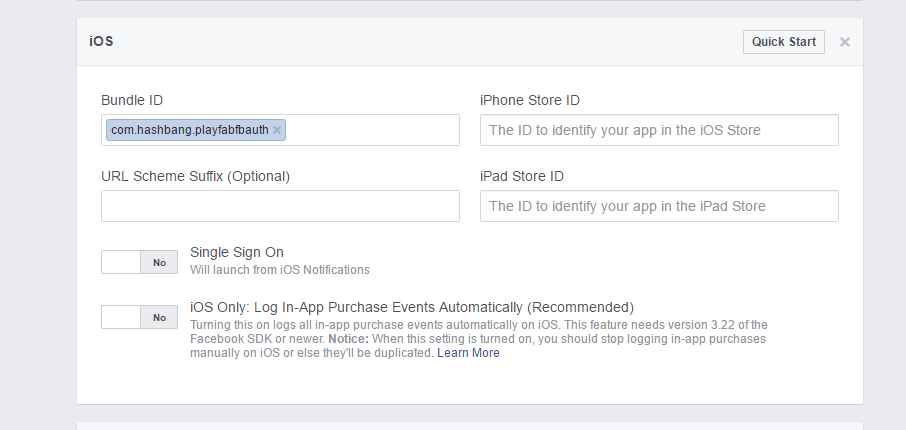 iOS
Quick Start
Bundle ID
iPhone Store ID
com.hashbang.playfabfbauth
The ID to identify your app in the iOS Store
URL Scheme Suffix (Optional)
iPad Store ID
The ID to identify your app in the iPad Store
No
Single Sign On
Will launch from iOS Notifications
No
iOS Only: Log In-App Purchase Events Automatically (Recommended)
Turning this on logs all in-app purchase events automatically on iOS. This feature needs version 3.22 of the
Facebook SDK or newer. Notice: When this setting is turned on, you should stop logging in-app purchases
manually on iOS or else they'll be duplicated. Learn More